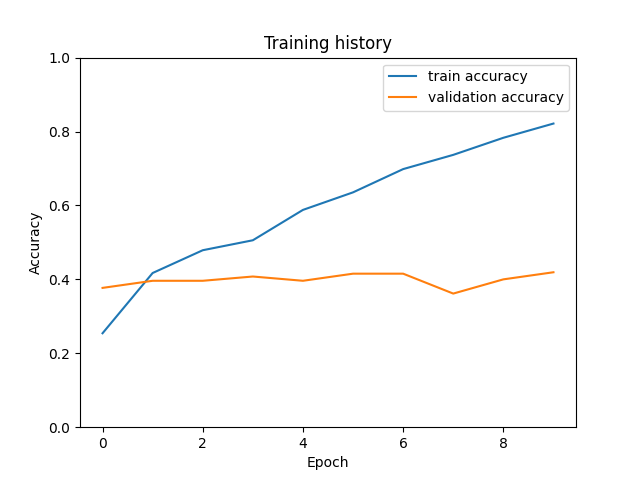 Training history
train accuracy
validation accuracy
1.0
0.8
0.6
0.4
0.2
0.0
Accuracy
0 2 4 6 8
Epoch